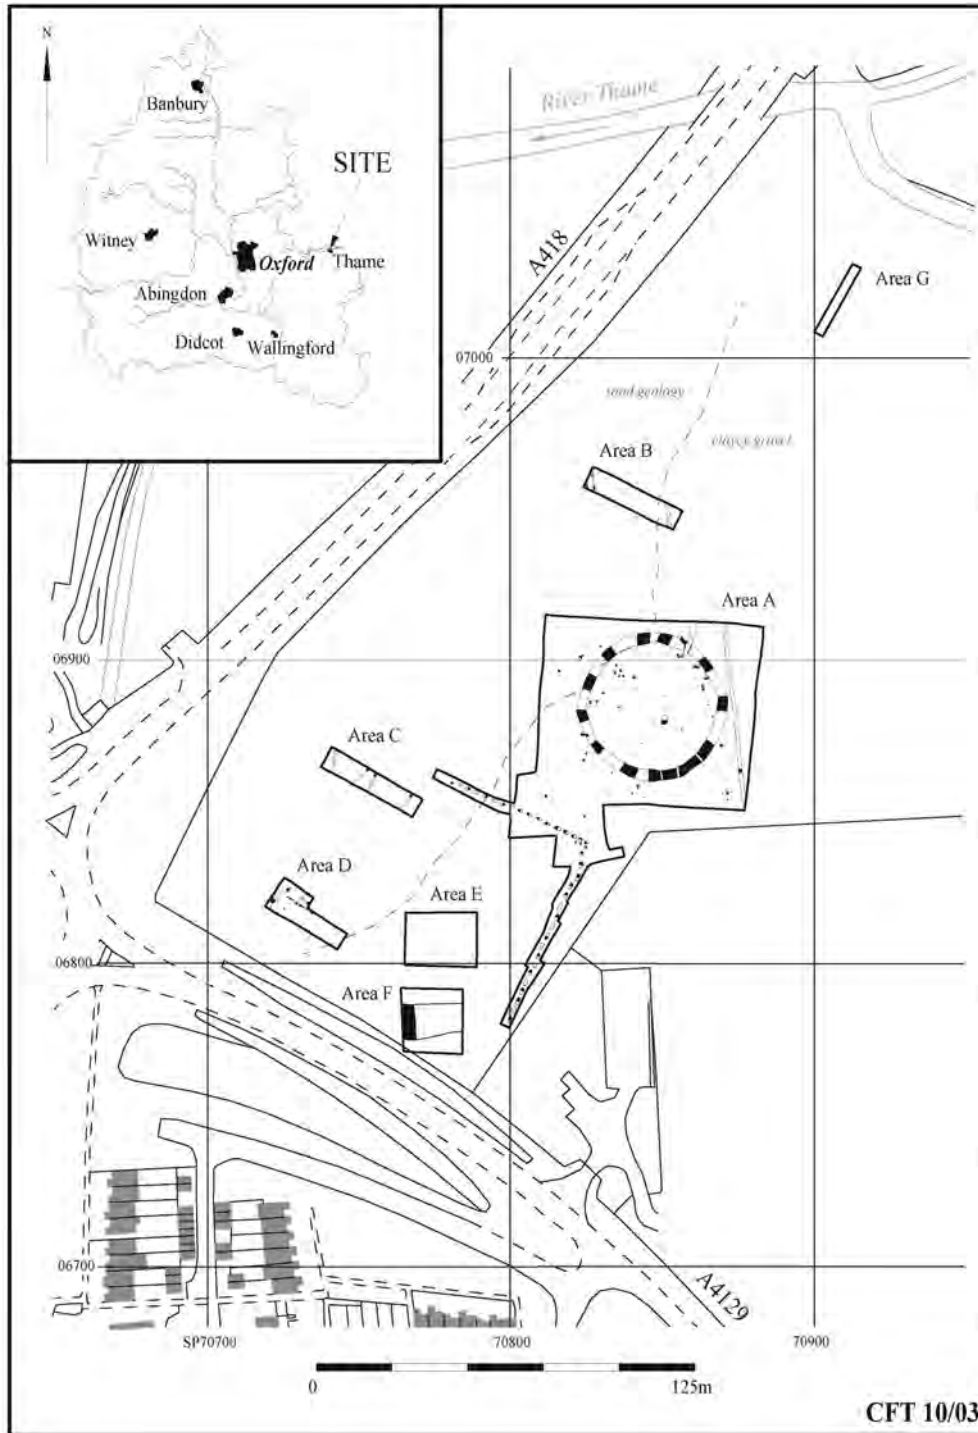 N
Banbury
SITE
Witney
Oxford
Thame
Abingdon
Didcot
Wallingford
River Thame
A418
Area G
07000
sand geology
clayey gravel
Area B
Area A
06900
Area C
Area D
Area E
06800
Area F
06700
A4129
SP70700
70800
70900
0
125m
CFT 10/03